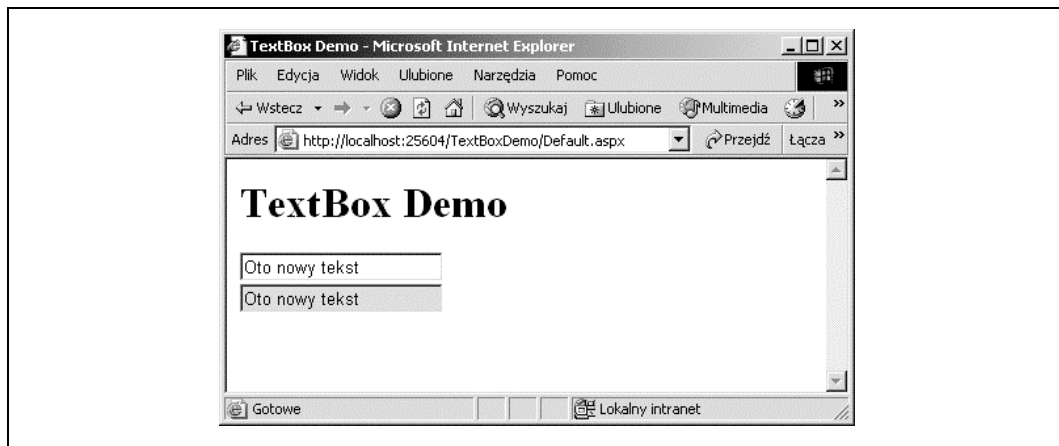 TextBox Demo - Microsoft Internet Explorer
Plik Edycja Widok Ulubione Narzędzia Pomoc
Wstecz Wyszukaj Ulubione Multimedia »
Adres http://localhost:25604/TextBoxDemo/Default.aspx Przejdź Łącza »
TextBox Demo
Oto nowy tekst
Oto nowy tekst
Gotowe Lokalny intranet